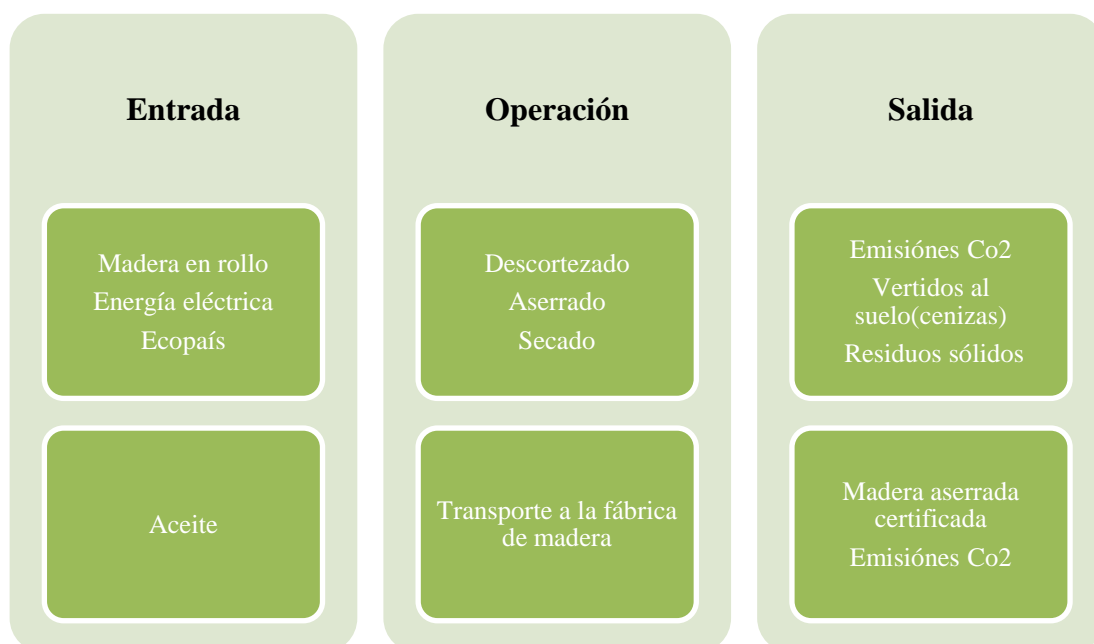 Entrada
Madera en rollo
Energía eléctrica
Ecopaís
Aceite
Operación
Descortezado
Aserrado
Secado
Transporte a la fábrica
de madera
Salida
Emisiónes Co2
Vertidos al
suelo(cenizas)
Residuos sólidos
Madera aserrada
certificada
Emisiónes Co2